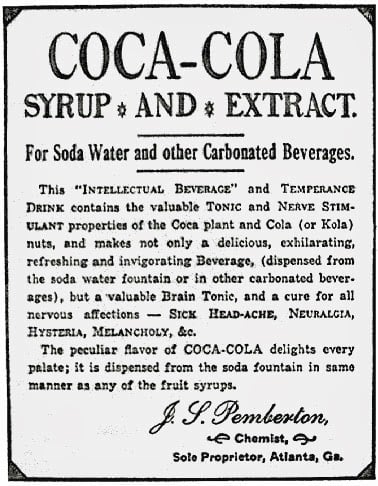 COCA-COLA
SYRUP * AND * EXTRACT.
For Soda Water and other Carbonated Beverages.
This "INTELLECTUAL BEVERAGE" and TEMPERANCE
DRINK contains the valuable TONIC and NERVE STIM-
ULANT properties of the Coca plant and Cola (or Kola)
nuts, and makes not only a delicious, exhilarating,
refreshing and invigorating Beverage, (dispensed from
the soda water fountain or in other carbonated bever-
ages), but a valuable Brain Tonic, and a cure for all
nervous affections — SICK HEAD-ACHE, NEURALGIA,
HYSTERIA, MELANCHOLY, &c.
The peculiar flavor of COCA-COLA delights every
palate; it is dispensed from the soda fountain in same
manner as any of the fruit syrups.
J. S. Pemberton,
Chemist,
Sole Proprietor, Atlanta, Ga.